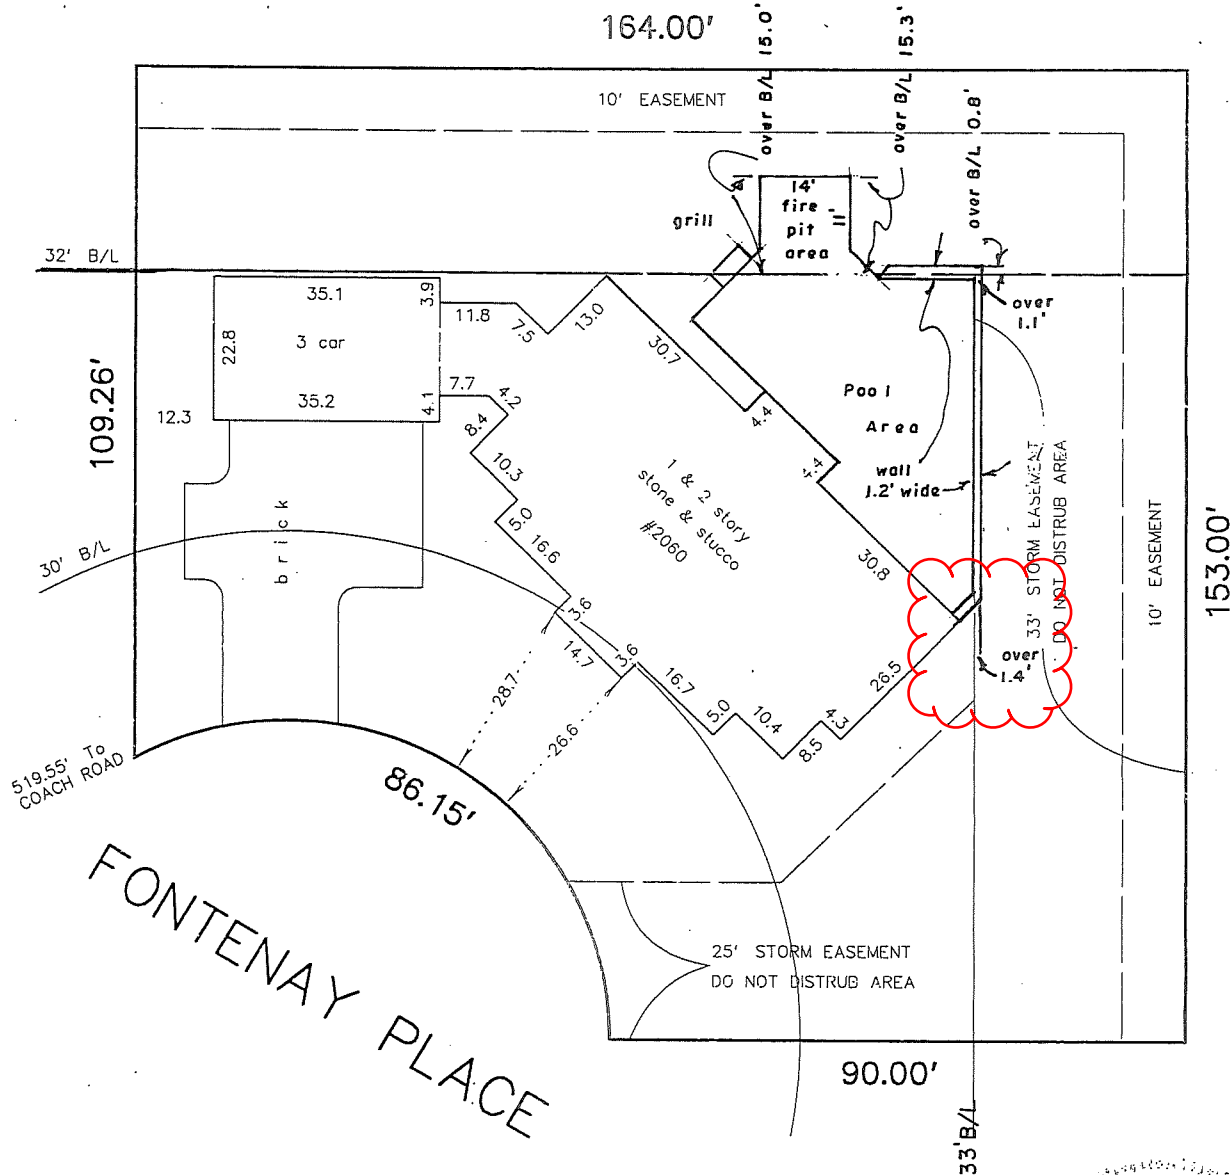 164.00'
over B/L 15.0'
over B/L 15.3'
over B/L 0.8'
10' EASEMENT
14'
fire
pit
area
11'
grill
32' B/L
35.1
3.9
11.8
7.5
13.0
30.7
over
1.1'
22.8
3 car
35.2
4.1
7.7
4.2
12.3
109.26'
8.4
10.3
5.0
16.6
4.4
4.4
Pool
Area
wall
1.2' wide
1 & 2 story
stone & stucco
#2060
30.8
33' STORM EASEMENT
DO NOT DISTRUB AREA
10' EASEMENT
153.00'
30' B/L
brick
3.6
14.7
3.6
16.7
5.0
10.4
8.5
4.3
26.5
over
1.4'
28.7
26.6
519.55' To
COACH ROAD
86.15'
FONTENAY PLACE
25' STORM EASEMENT
DO NOT DISTRUB AREA
90.00'
33' B/L